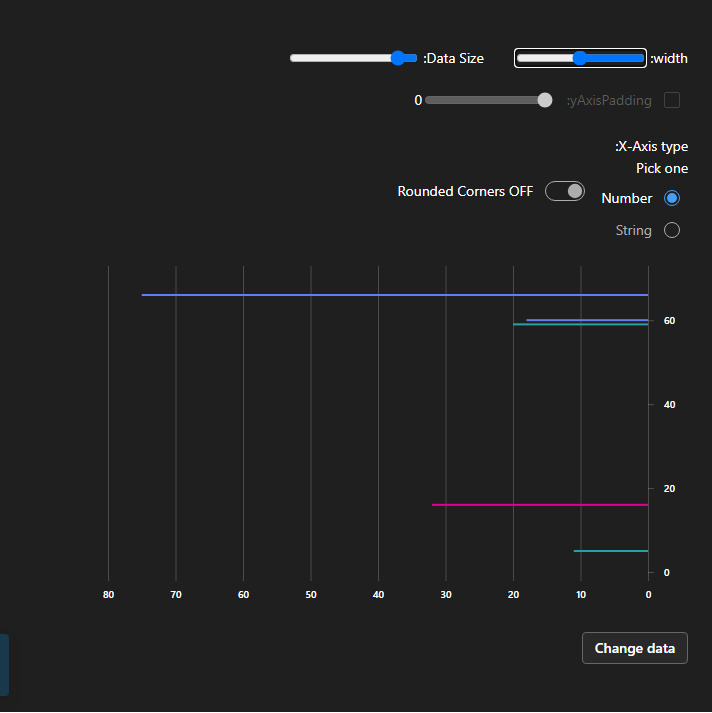 :width
:Data Size
:yAxisPadding
0
:X-Axis type
Pick one
Number
Rounded Corners OFF
String
60
40
20
0
80 70 60 50 40 30 20 10 0
Change data